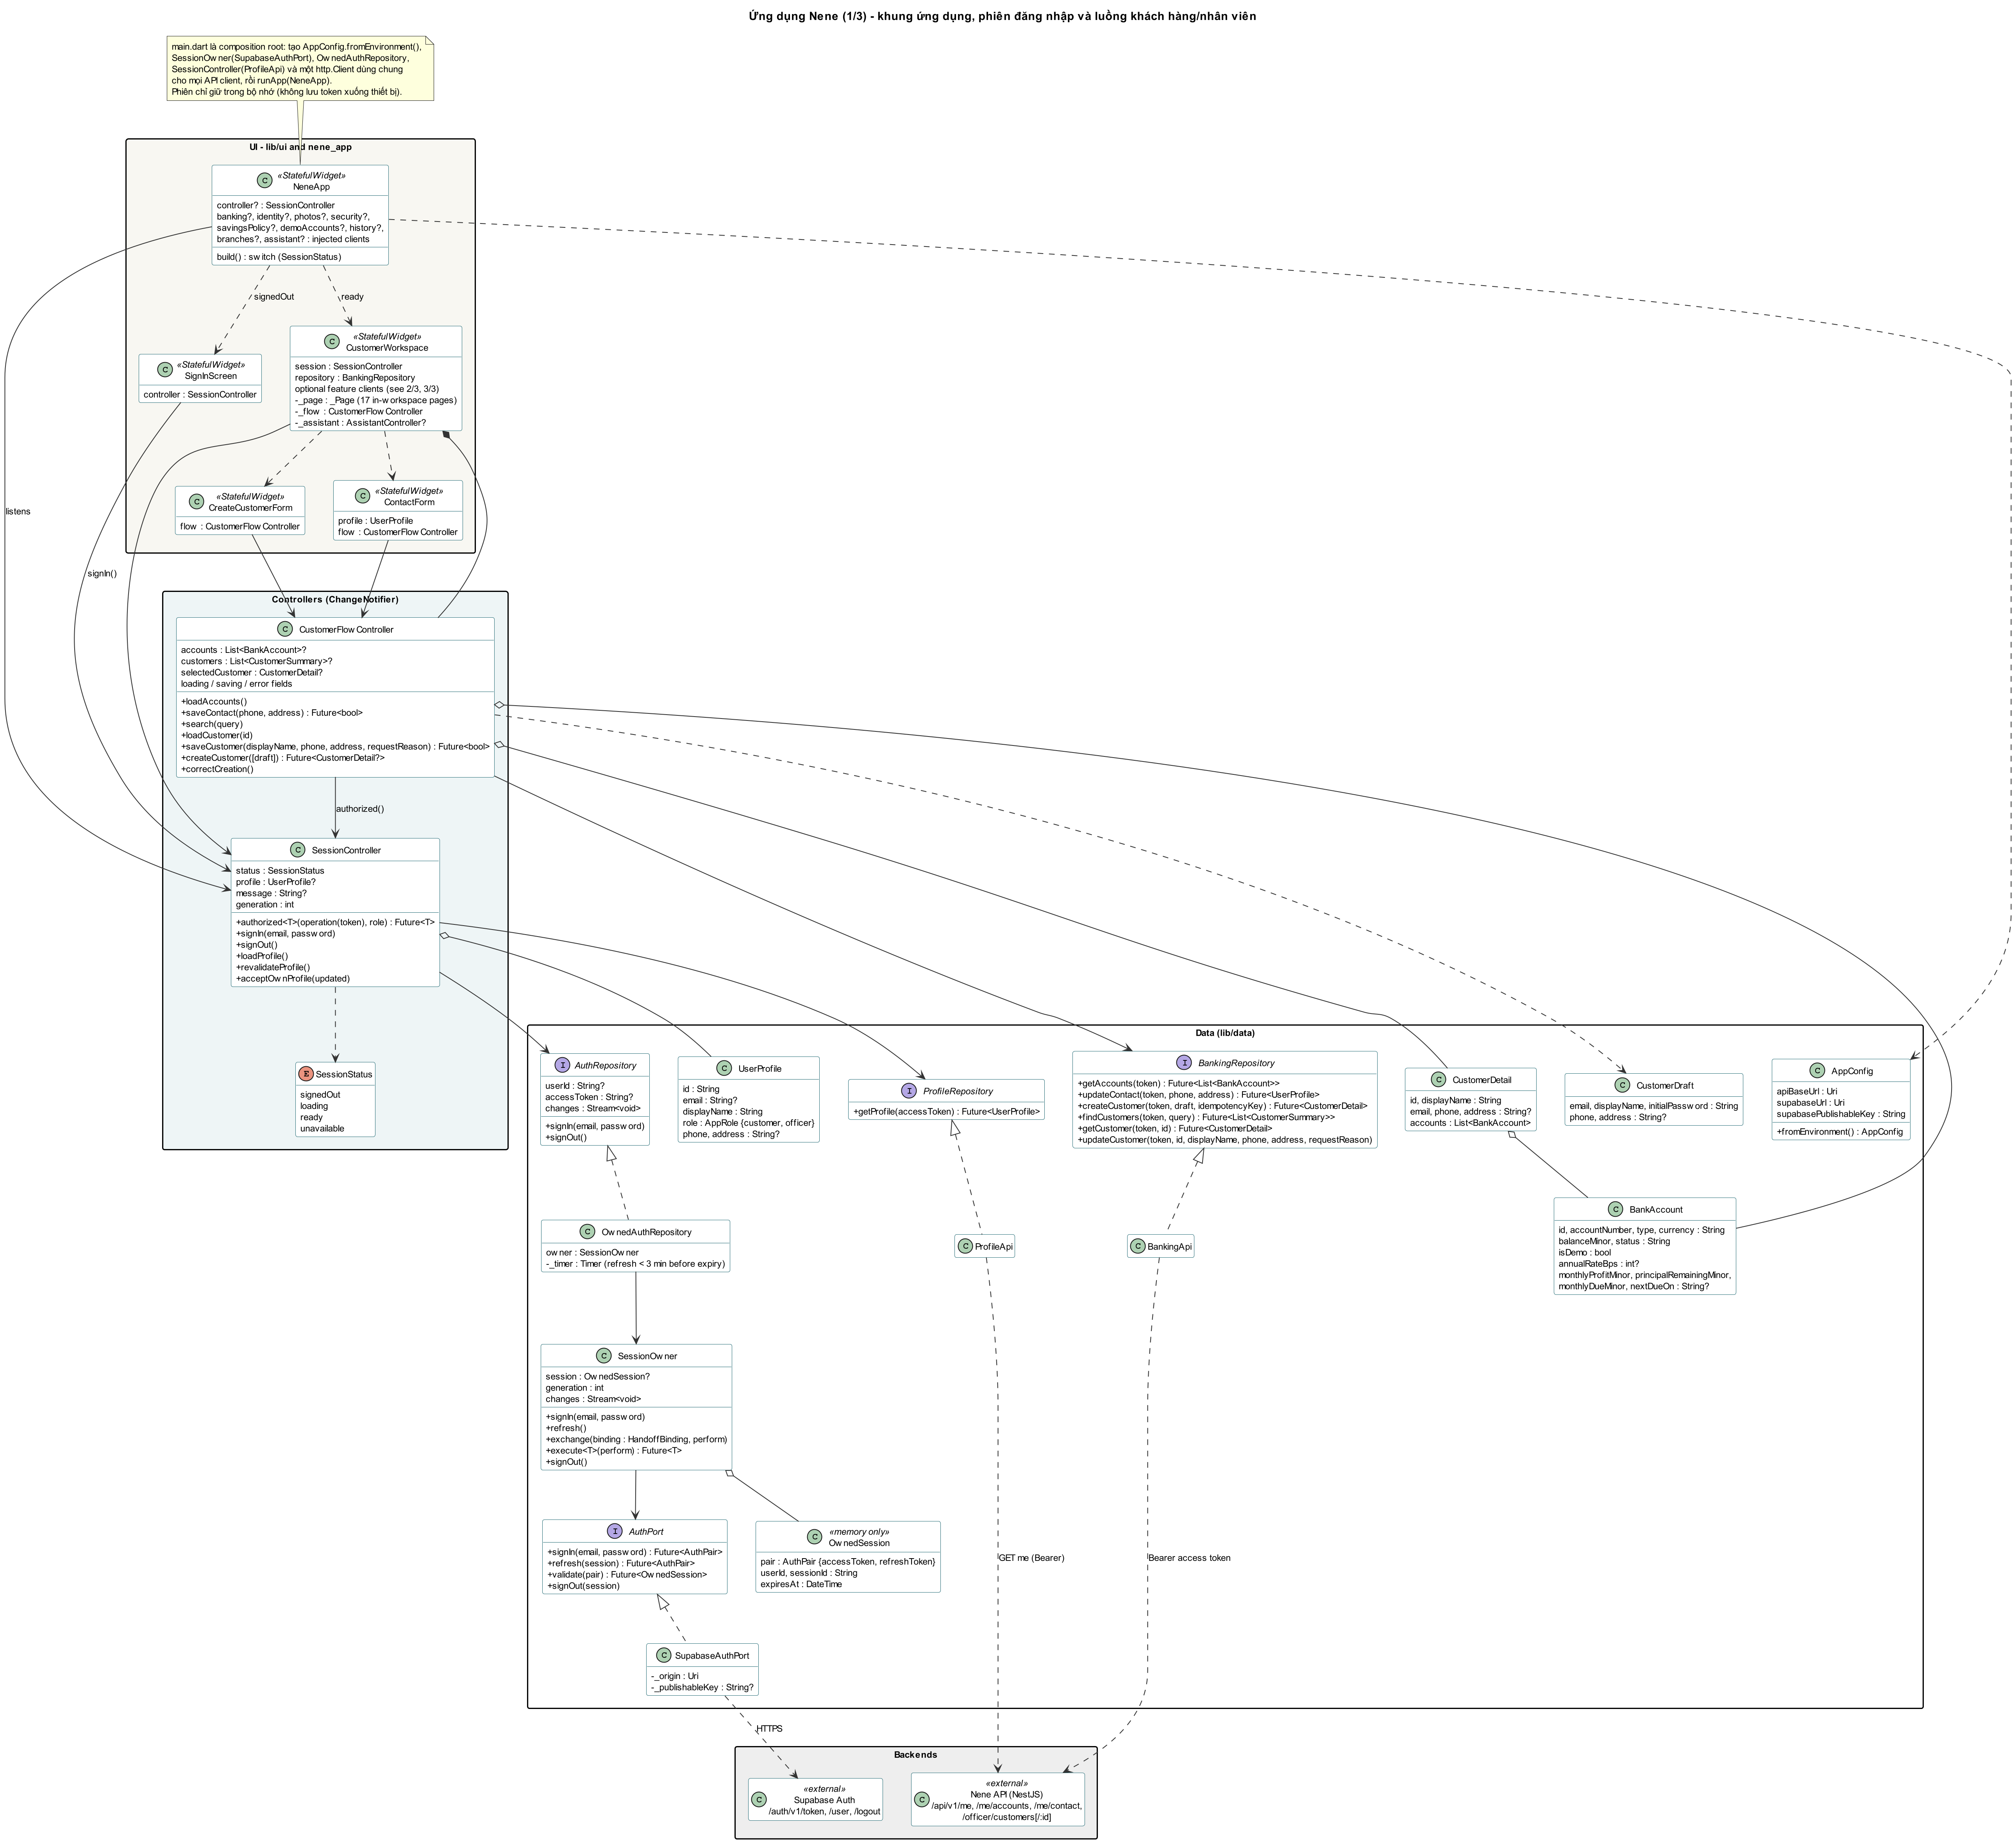 Ứng dụng Nene (1/3) - khung ứng dụng, phiên đăng nhập và luồng khách hàng/nhân viên
main.dart là composition root: tạo AppConfig.fromEnvironment(),
SessionOwner(SupabaseAuthPort), OwnedAuthRepository,
SessionController(ProfileApi) và một http.Client dùng chung
cho mọi API client, rồi runApp(NeneApp).
Phiên chỉ giữ trong bộ nhớ (không lưu token xuống thiết bị).
UI - lib/ui and nene_app
C
«StatefulWidget»
NeneApp
controller? : SessionController
banking?, identity?, photos?, security?,
savingsPolicy?, demoAccounts?, history?,
branches?, assistant? : injected clients
build() : switch (SessionStatus)
signedOut
ready
C
«StatefulWidget»
SignInScreen
controller : SessionController
C
«StatefulWidget»
CustomerWorkspace
session : SessionController
repository : BankingRepository
optional feature clients (see 2/3, 3/3)
-_page : _Page (17 in-workspace pages)
-_flow : CustomerFlowController
-_assistant : AssistantController?
C
«StatefulWidget»
CreateCustomerForm
flow : CustomerFlowController
C
«StatefulWidget»
ContactForm
profile : UserProfile
flow : CustomerFlowController
listens
signIn()
Controllers (ChangeNotifier)
C
CustomerFlowController
accounts : List<BankAccount>?
customers : List<CustomerSummary>?
selectedCustomer : CustomerDetail?
loading / saving / error fields
+loadAccounts()
+saveContact(phone, address) : Future<bool>
+search(query)
+loadCustomer(id)
+saveCustomer(displayName, phone, address, requestReason) : Future<bool>
+createCustomer([draft]) : Future<CustomerDetail?>
+correctCreation()
authorized()
C
SessionController
status : SessionStatus
profile : UserProfile?
message : String?
generation : int
+authorized<T>(operation(token), role) : Future<T>
+signIn(email, password)
+signOut()
+loadProfile()
+revalidateProfile()
+acceptOwnProfile(updated)
E
SessionStatus
signedOut
loading
ready
unavailable
Data (lib/data)
I
AuthRepository
userId : String?
accessToken : String?
changes : Stream<void>
+signIn(email, password)
+signOut()
C
UserProfile
id : String
email : String?
displayName : String
role : AppRole {customer, officer}
phone, address : String?
I
ProfileRepository
+getProfile(accessToken) : Future<UserProfile>
I
BankingRepository
+getAccounts(token) : Future<List<BankAccount>>
+updateContact(token, phone, address) : Future<UserProfile>
+createCustomer(token, draft, idempotencyKey) : Future<CustomerDetail>
+findCustomers(token, query) : Future<List<CustomerSummary>>
+getCustomer(token, id) : Future<CustomerDetail>
+updateCustomer(token, id, displayName, phone, address, requestReason)
C
CustomerDetail
id, displayName : String
email, phone, address : String?
accounts : List<BankAccount>
C
CustomerDraft
email, displayName, initialPassword : String
phone, address : String?
C
AppConfig
apiBaseUrl : Uri
supabaseUrl : Uri
supabasePublishableKey : String
+fromEnvironment() : AppConfig
C
OwnedAuthRepository
owner : SessionOwner
-_timer : Timer (refresh < 3 min before expiry)
C
ProfileApi
C
BankingApi
C
BankAccount
id, accountNumber, type, currency : String
balanceMinor, status : String
isDemo : bool
annualRateBps : int?
monthlyProfitMinor, principalRemainingMinor,
monthlyDueMinor, nextDueOn : String?
C
SessionOwner
session : OwnedSession?
generation : int
changes : Stream<void>
+signIn(email, password)
+refresh()
+exchange(binding : HandoffBinding, perform)
+execute<T>(perform) : Future<T>
+signOut()
I
AuthPort
+signIn(email, password) : Future<AuthPair>
+refresh(session) : Future<AuthPair>
+validate(pair) : Future<OwnedSession>
+signOut(session)
C
«memory only»
OwnedSession
pair : AuthPair {accessToken, refreshToken}
userId, sessionId : String
expiresAt : DateTime
GET me (Bearer)
Bearer access token
C
SupabaseAuthPort
-_origin : Uri
-_publishableKey : String?
HTTPS
Backends
C
«external»
Supabase Auth
/auth/v1/token, /user, /logout
C
«external»
Nene API (NestJS)
/api/v1/me, /me/accounts, /me/contact,
/officer/customers[/:id]